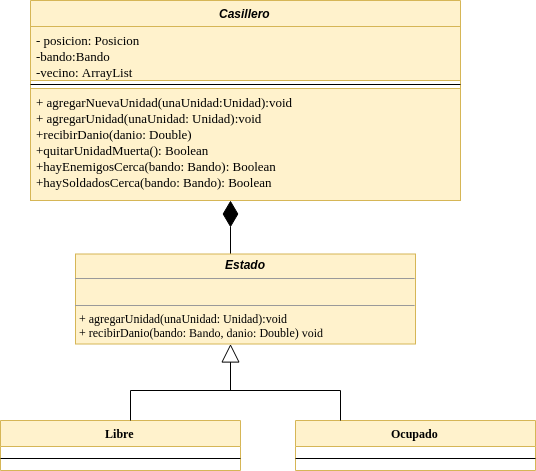 Casillero
- posicion: Posicion
-bando:Bando
-vecino: ArrayList
+ agregarNuevaUnidad(unaUnidad:Unidad):void
+ agregarUnidad(unaUnidad: Unidad):void
+recibirDanio(danio: Double)
+quitarUnidadMuerta(): Boolean
+hayEnemigosCerca(bando: Bando): Boolean
+haySoldadosCerca(bando: Bando): Boolean
Estado
+ agregarUnidad(unaUnidad: Unidad):void
+ recibirDanio(bando: Bando, danio: Double) void
Libre
Ocupado